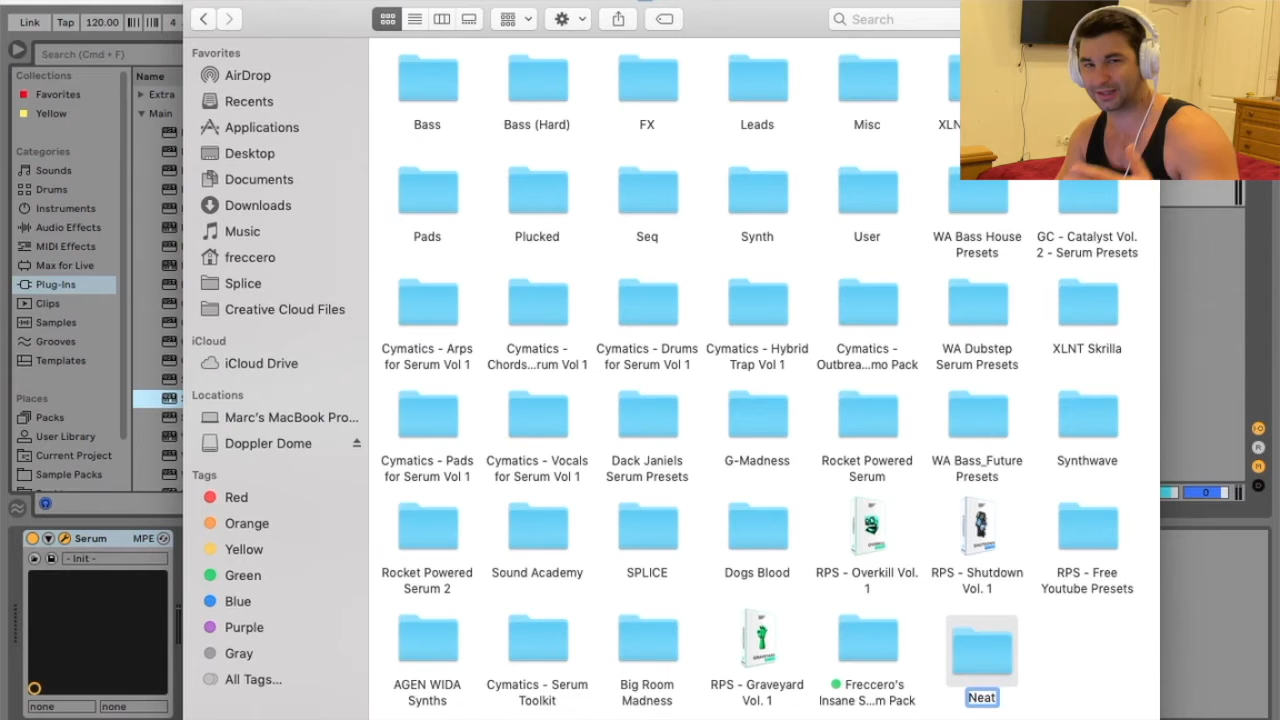 Link
Tap
120.00
4
Search (Cmd + F)
Collections
Favorites
Yellow
Categories
Sounds
Drums
Instruments
Audio Effects
MIDI Effects
Max for Live
Plug-Ins
Clips
Samples
Grooves
Templates
Places
Packs
User Library
Current Project
Sample Packs
Name
Extra
Main
Serum
MPE
- Init -
none
none
Favorites
AirDrop
Recents
Applications
Desktop
Documents
Downloads
Music
freccero
Splice
Creative Cloud Files
iCloud
iCloud Drive
Locations
Marc's MacBook Pro...
Doppler Dome
Tags
Red
Orange
Yellow
Green
Blue
Purple
Gray
All Tags...
Search
Bass
Bass (Hard)
FX
Leads
Misc
Pads
Plucked
Seq
Synth
User
WA Bass House
Presets
GC - Catalyst Vol.
2 - Serum Presets
Cymatics - Arps
for Serum Vol 1
Cymatics -
Chords...rum Vol 1
Cymatics - Drums
for Serum Vol 1
Cymatics - Hybrid
Trap Vol 1
Cymatics -
Outbrea...mo Pack
WA Dubstep
Serum Presets
XLNT Skrilla
Cymatics - Pads
for Serum Vol 1
Cymatics - Vocals
for Serum Vol 1
Dack Janiels
Serum Presets
G-Madness
Rocket Powered
Serum
WA Bass_Future
Presets
Synthwave
Rocket Powered
Serum 2
Sound Academy
SPLICE
Dogs Blood
RPS - Overkill Vol.
1
RPS - Shutdown
Vol. 1
RPS - Free
Youtube Presets
AGEN WIDA
Synths
Cymatics - Serum
Toolkit
Big Room
Madness
RPS - Graveyard
Vol. 1
Freccero's
Insane S...m Pack
Neat
0